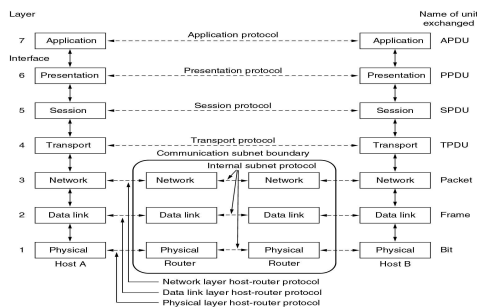 Layer
Name of unit
exchanged
7 Application Application protocol Application APDU
Interface
6 Presentation Presentation protocol Presentation PPDU
5 Session Session protocol Session SPDU
4 Transport Transport protocol Transport TPDU
Communication subnet boundary
Internal subnet protocol
3 Network Network Network Network Packet
2 Data link Data link Data link Data link Frame
1 Physical Physical Physical Physical Bit
Host A Router Router Host B
Network layer host-router protocol
Data link layer host-router protocol
Physical layer host-router protocol